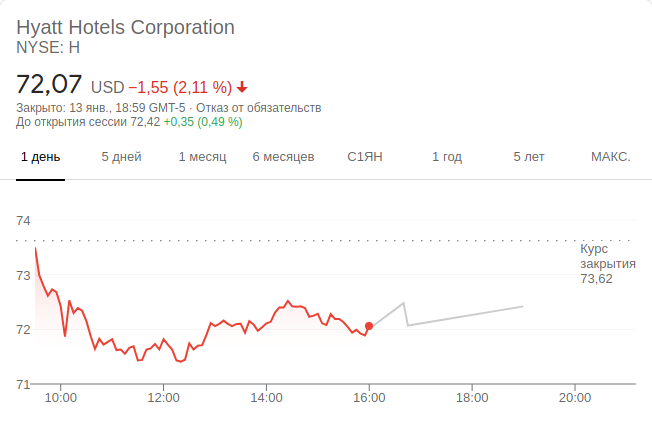 Hyatt Hotels Corporation
NYSE: H
72,07 USD −1,55 (2,11 %)
Закрыто: 13 янв., 18:59 GMT-5 · Отказ от обязательств
До открытия сессии 72,42 +0,35 (0,49 %)
1 день 5 дней 1 месяц 6 месяцев С1ЯН 1 год 5 лет МАКС.
74
Курс
закрытия
73,62
73
72
71
10:00 12:00 14:00 16:00 18:00 20:00